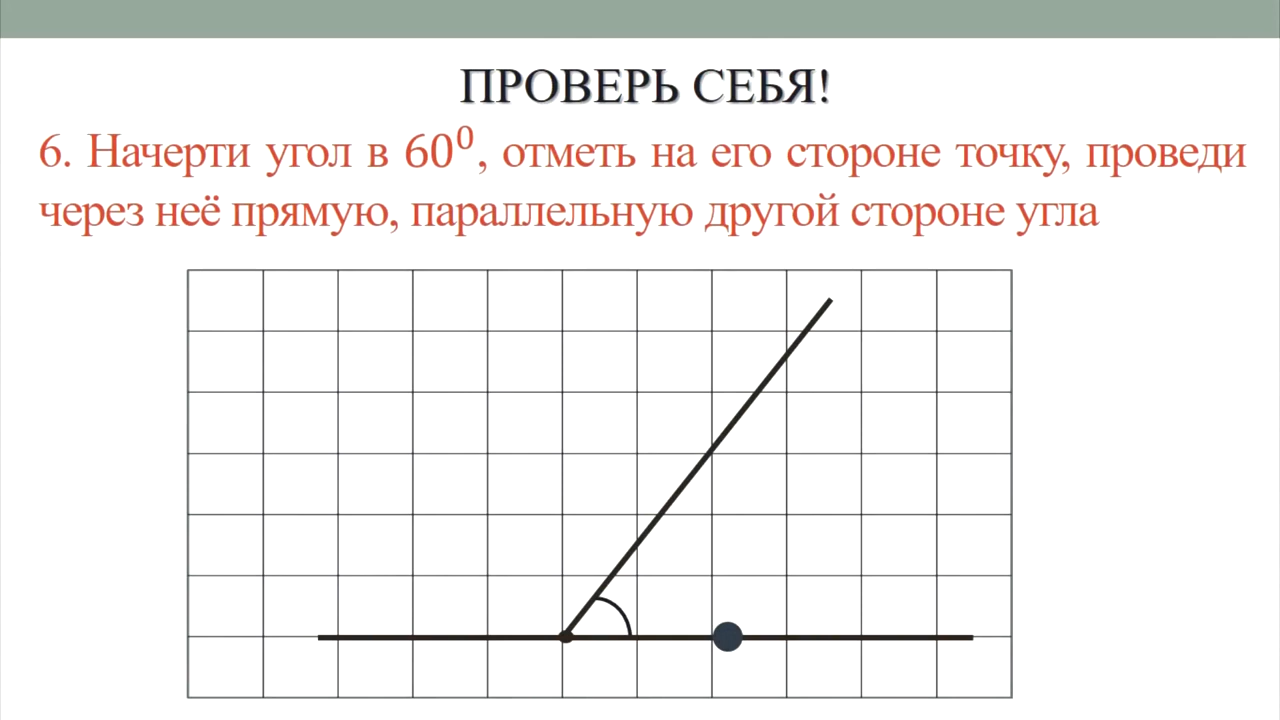 ПРОВЕРЬ СЕБЯ!
6. Начерти угол в 60⁰, отметь на его стороне точку, проведи
через неё прямую, параллельную другой стороне угла